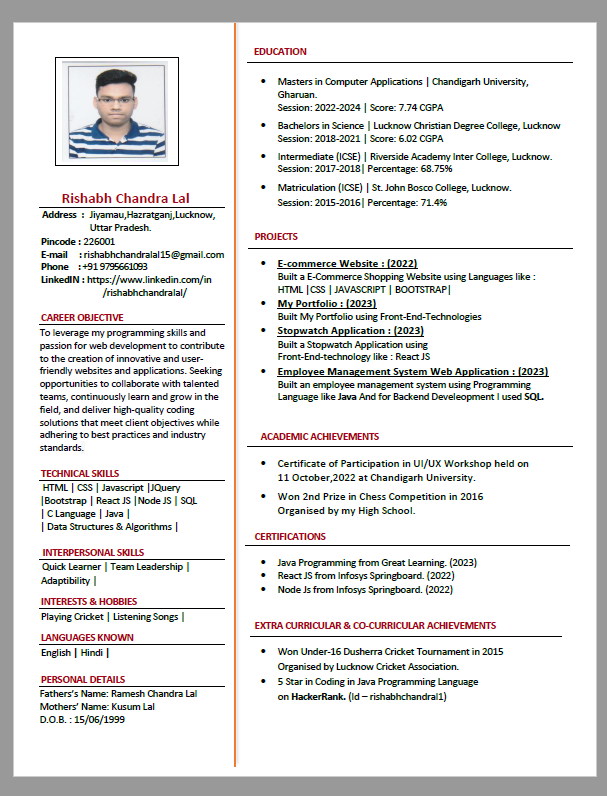 Rishabh Chandra Lal
Address : Jiyamau,Hazratganj,Lucknow,
Uttar Pradesh.
Pincode : 226001
E-mail : rishabhchandralal15@gmail.com
Phone : +91 9795661093
LinkedIN : https://www.linkedin.com/in
/rishabhchandralal/
CAREER OBJECTIVE
To leverage my programming skills and
passion for web development to contribute
to the creation of innovative and user-
friendly websites and applications. Seeking
opportunities to collaborate with talented
teams, continuously learn and grow in the
field, and deliver high-quality coding
solutions that meet client objectives while
adhering to best practices and industry
standards.
TECHNICAL SKILLS
HTML | CSS | Javascript |JQuery
|Bootstrap | React JS |Node JS | SQL
| C Language | Java |
| Data Structures & Algorithms |
INTERPERSONAL SKILLS
Quick Learner | Team Leadership |
Adaptibility |
INTERESTS & HOBBIES
Playing Cricket | Listening Songs |
LANGUAGES KNOWN
English | Hindi |
PERSONAL DETAILS
Fathers's Name: Ramesh Chandra Lal
Mothers' Name: Kusum Lal
D.O.B. : 15/06/1999
EDUCATION
• Masters in Computer Applications | Chandigarh University,
Gharuan.
Session: 2022-2024 | Score: 7.74 CGPA
• Bachelors in Science | Lucknow Christian Degree College, Lucknow
Session: 2018-2021 | Score: 6.02 CGPA
• Intermediate (ICSE) | Riverside Academy Inter College, Lucknow.
Session: 2017-2018| Percentage: 68.75%
• Matriculation (ICSE) | St. John Bosco College, Lucknow.
Session: 2015-2016| Percentage: 71.4%
PROJECTS
• E-commerce Website : (2022)
Built a E-Commerce Shopping Website using Languages like :
HTML |CSS | JAVASCRIPT | BOOTSTRAP|
• My Portfolio : (2023)
Built My Portfolio using Front-End-Technologies
• Stopwatch Application : (2023)
Built a Stopwatch Application using
Front-End-technology like : React JS
• Employee Management System Web Application : (2023)
Built an employee management system using Programming
Language like Java And for Backend Develeopment I used SQL.
ACADEMIC ACHIEVEMENTS
• Certificate of Participation in UI/UX Workshop held on
11 October,2022 at Chandigarh University.
• Won 2nd Prize in Chess Competition in 2016
Organised by my High School.
CERTIFICATIONS
• Java Programming from Great Learning. (2023)
• React JS from Infosys Springboard. (2022)
• Node Js from Infosys Springboard. (2022)
EXTRA CURRICULAR & CO-CURRICULAR ACHIEVEMENTS
• Won Under-16 Dusherra Cricket Tournament in 2015
Organised by Lucknow Cricket Association.
• 5 Star in Coding in Java Programming Language
on HackerRank. (Id – rishabhchandral1)